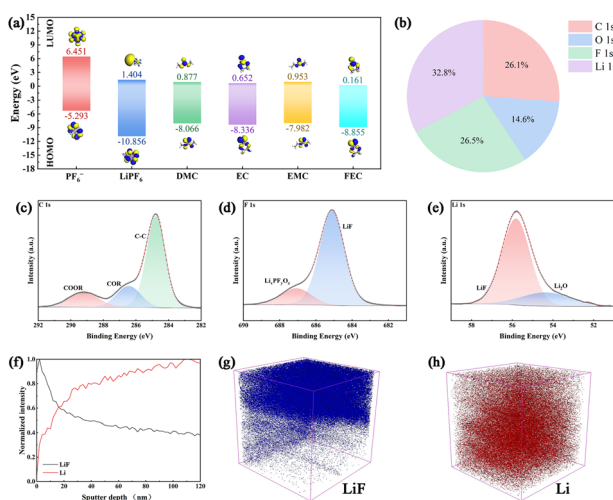 (a)
LUMO
HOMO
Energy (eV)
15
12
9
6
3
0
-3
-6
-9
-12
-15
-18
6.451
-5.293
1.404
-10.856
0.877
-8.066
0.652
-8.336
0.953
-7.982
0.161
-8.855
PF₆⁻
LiPF₆
DMC
EC
EMC
FEC
(b)
26.1%
14.6%
26.5%
32.8%
C 1s
O 1s
F 1s
Li 1
(c)
C 1s
C-C
COR
COOR
Intensity (a.u.)
292 290 288 286 284 282
Binding Energy (eV)
(d)
F 1s
LiF
Intensity (a.u.)
690 688 686 684 682
Binding Energy (eV)
(e)
Li 1s
LiF
Li₂O
Intensity (a.u.)
58 56 54 52
Binding Energy (eV)
(f)
Normalized intensity
1.0
0.8
0.6
0.4
0.2
0.0
LiF
Li
0 20 40 60 80 100 120
Sputter depth （nm）
(g)
LiF
(h)
Li